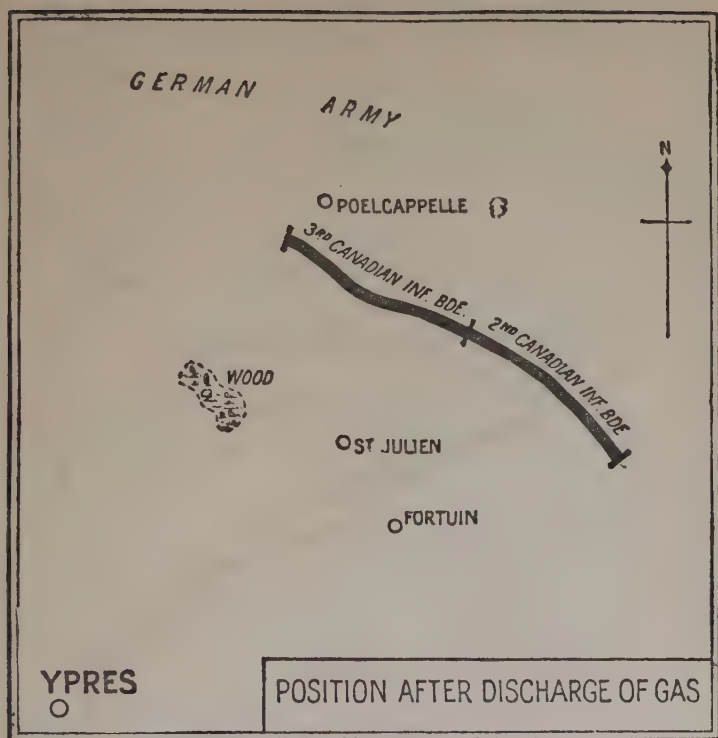 GERMAN ARMY
N
POELCAPPELLE
3RD CANADIAN INF. BDE.
2ND CANADIAN INF. BDE
WOOD
ST JULIEN
FORTUIN
YPRES
POSITION AFTER DISCHARGE OF GAS